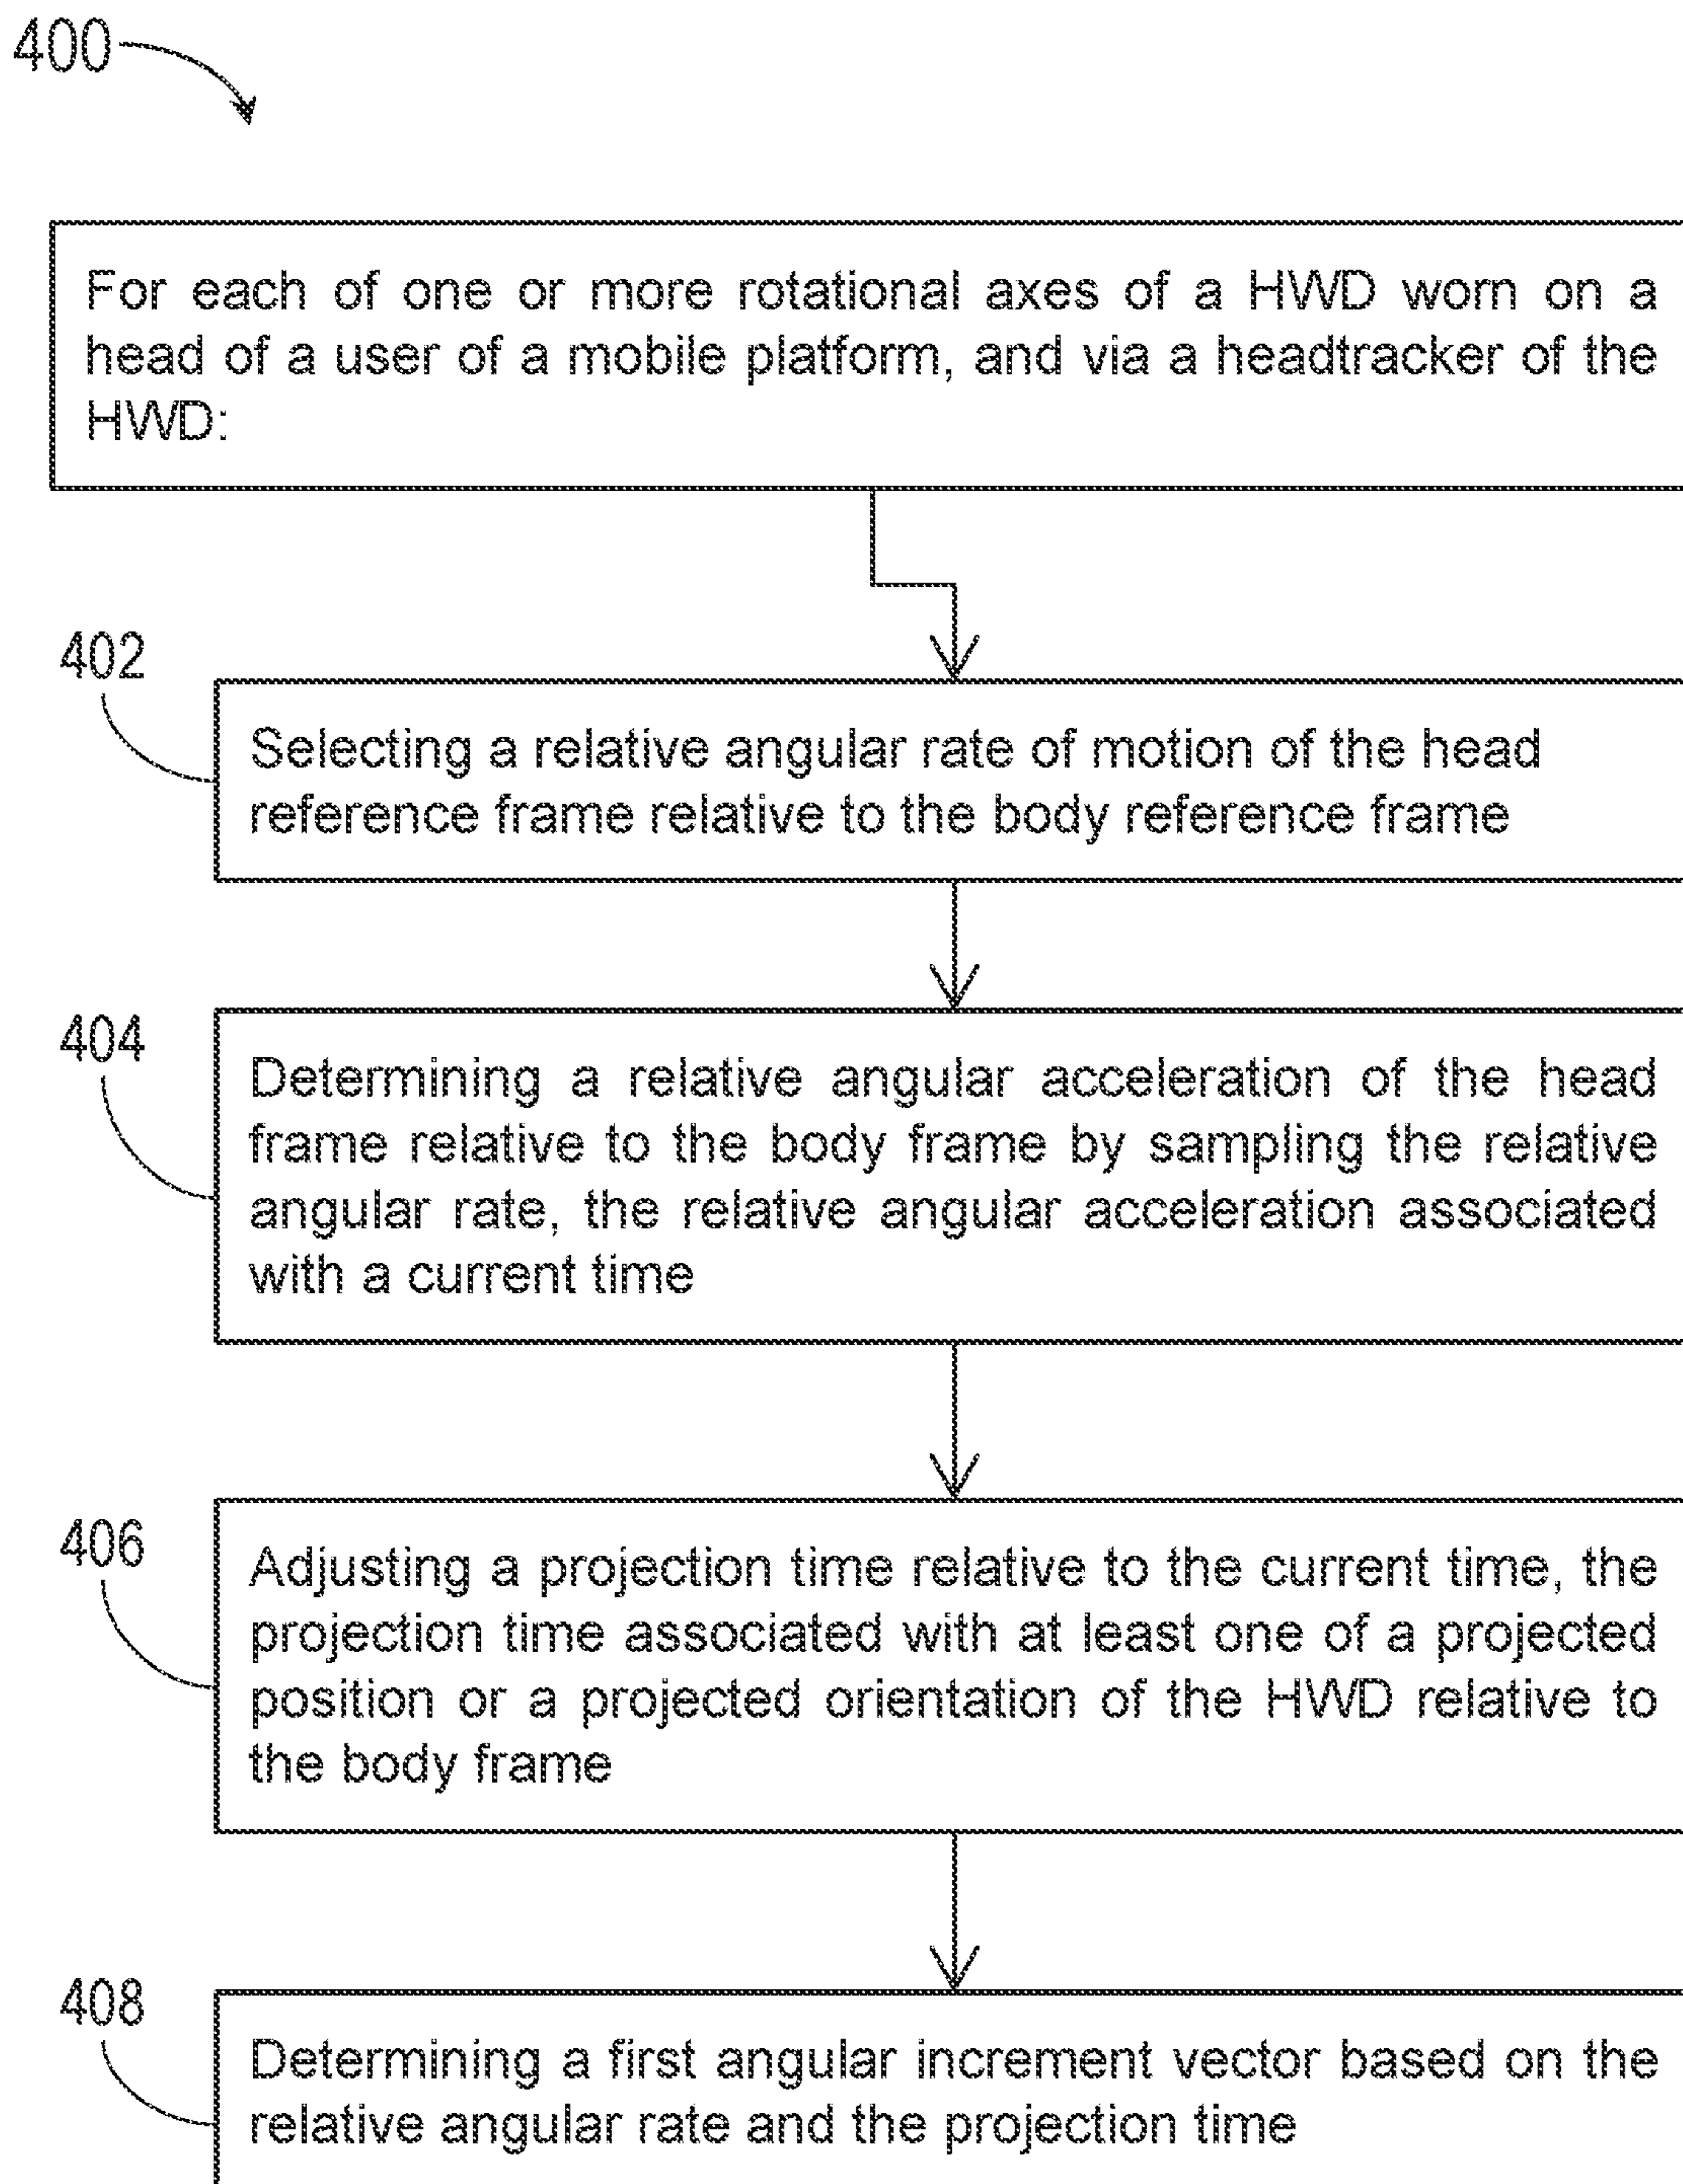 400
For each of one or more rotational axes of a HWD worn on a
head of a user of a mobile platform, and via a headtracker of the
HWD:
402
Selecting a relative angular rate of motion of the head
reference frame relative to the body reference frame
404
Determining a relative angular acceleration of the head
frame relative to the body frame by sampling the relative
angular rate, the relative angular acceleration associated
with a current time
406
Adjusting a projection time relative to the current time, the
projection time associated with at least one of a projected
position or a projected orientation of the HWD relative to
the body frame
408
Determining a first angular increment vector based on the
relative angular rate and the projection time